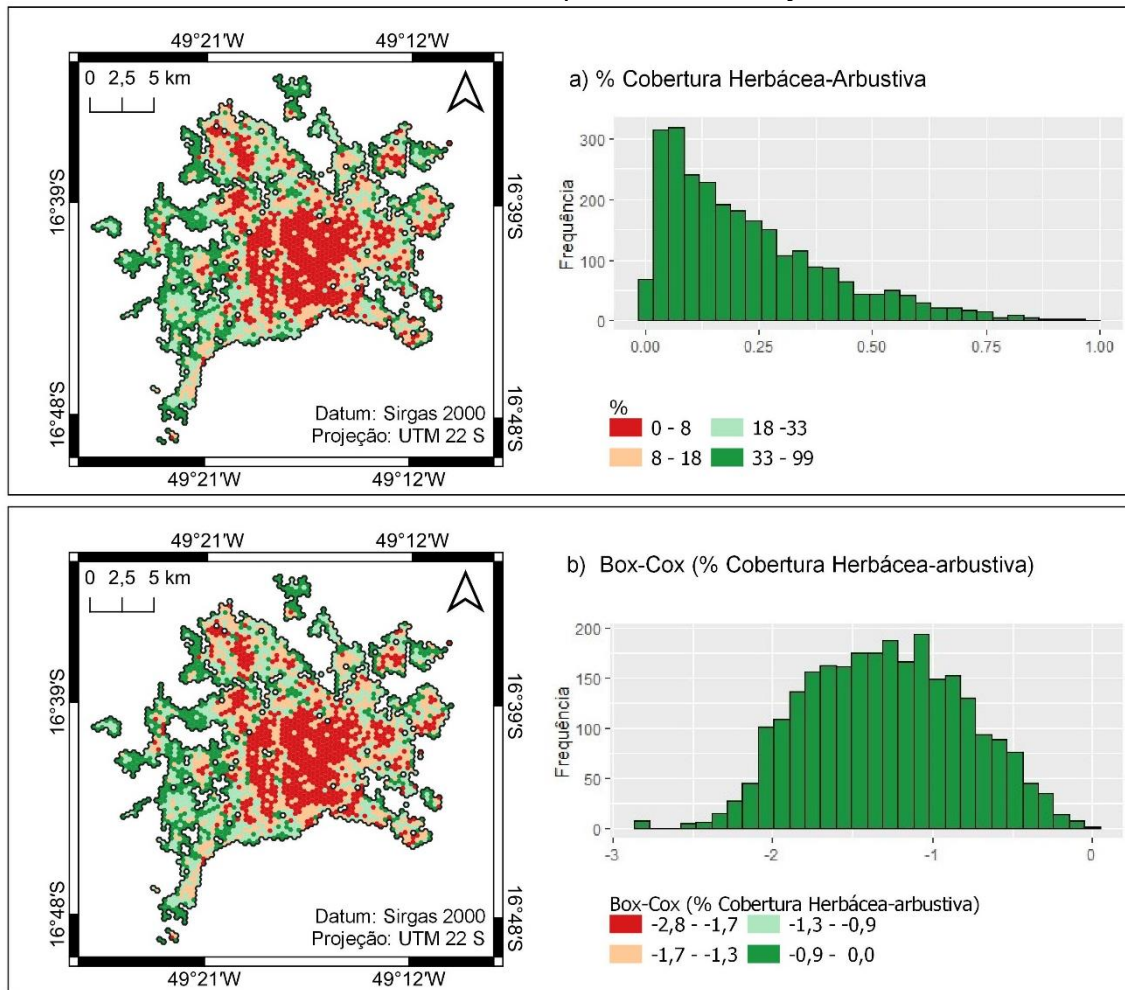 49°21'W 49°12'W
0 2,5 5 km
16°39'S
16°39'S
16°48'S
16°48'S
Datum: Sirgas 2000
Projeção: UTM 22 S
49°21'W 49°12'W
a) % Cobertura Herbácea-Arbustiva
Frequência
300
200
100
0
0.00 0.25 0.50 0.75 1.00
%
0 - 8 18 -33
8 - 18 33 - 99
49°21'W 49°12'W
0 2,5 5 km
16°39'S
16°39'S
16°48'S
16°48'S
Datum: Sirgas 2000
Projeção: UTM 22 S
49°21'W 49°12'W
b) Box-Cox (% Cobertura Herbácea-arbustiva)
Frequência
200
150
100
50
0
-3 -2 -1 0
Box-Cox (% Cobertura Herbácea-arbustiva)
-2,8 - -1,7 -1,3 - -0,9
-1,7 - -1,3 -0,9 - 0,0